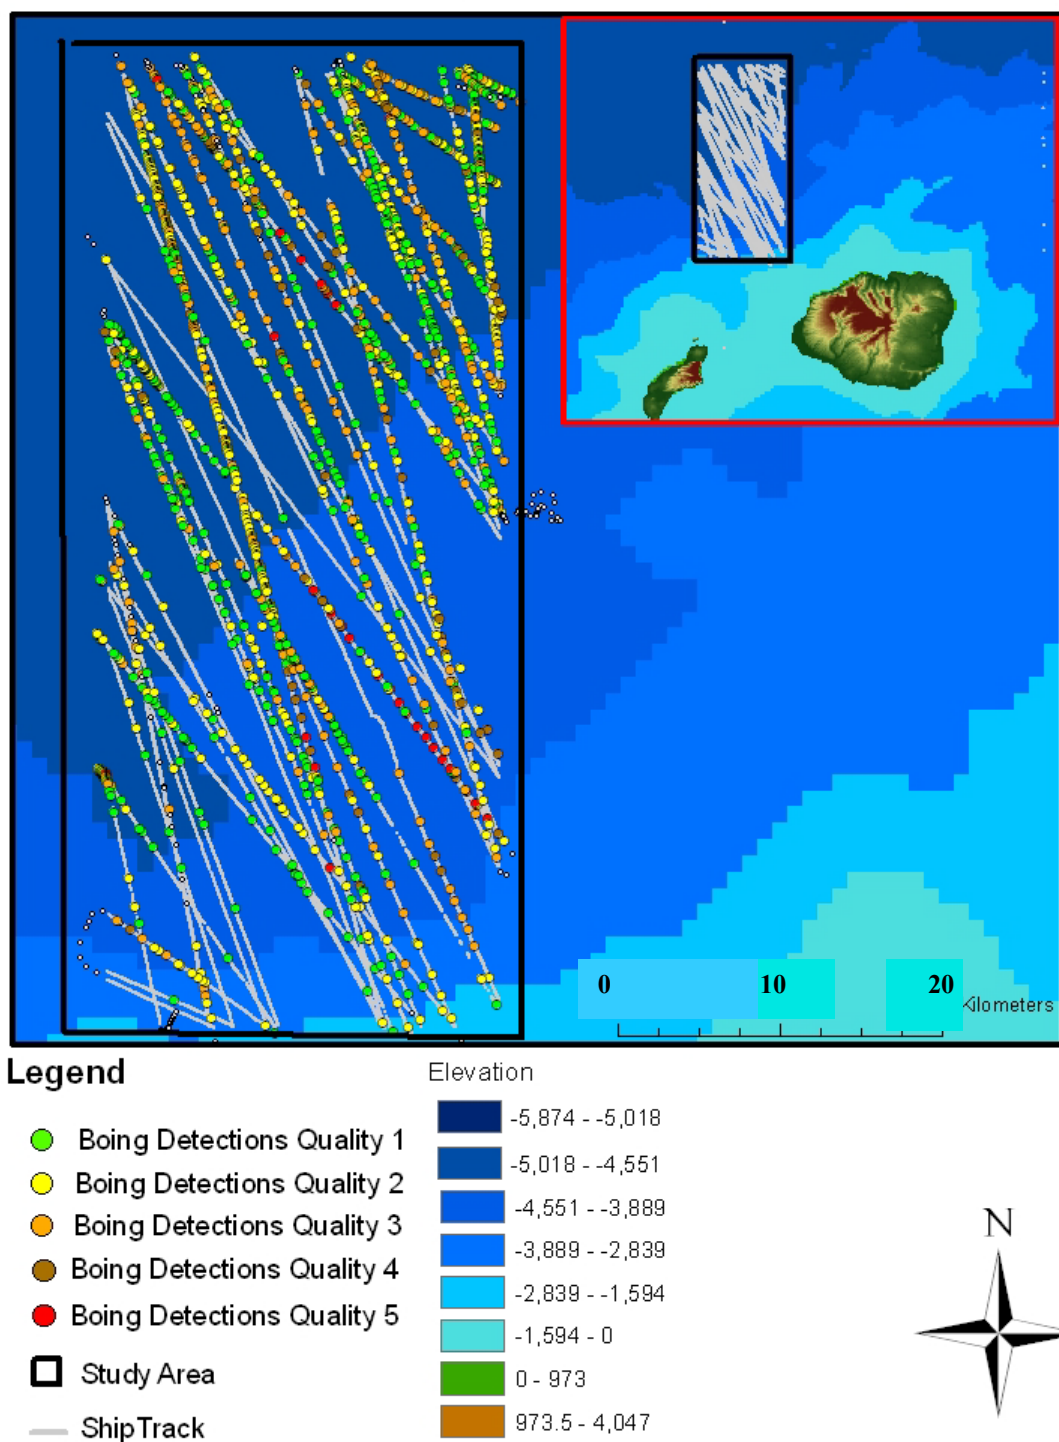 0 10 20
Kilometers
Legend
Boing Detections Quality 1
Boing Detections Quality 2
Boing Detections Quality 3
Boing Detections Quality 4
Boing Detections Quality 5
Study Area
ShipTrack
Elevation
-5,874 - -5,018
-5,018 - -4,551
-4,551 - -3,889
-3,889 - -2,839
-2,839 - -1,594
-1,594 - 0
0 - 973
973.5 - 4,047
N